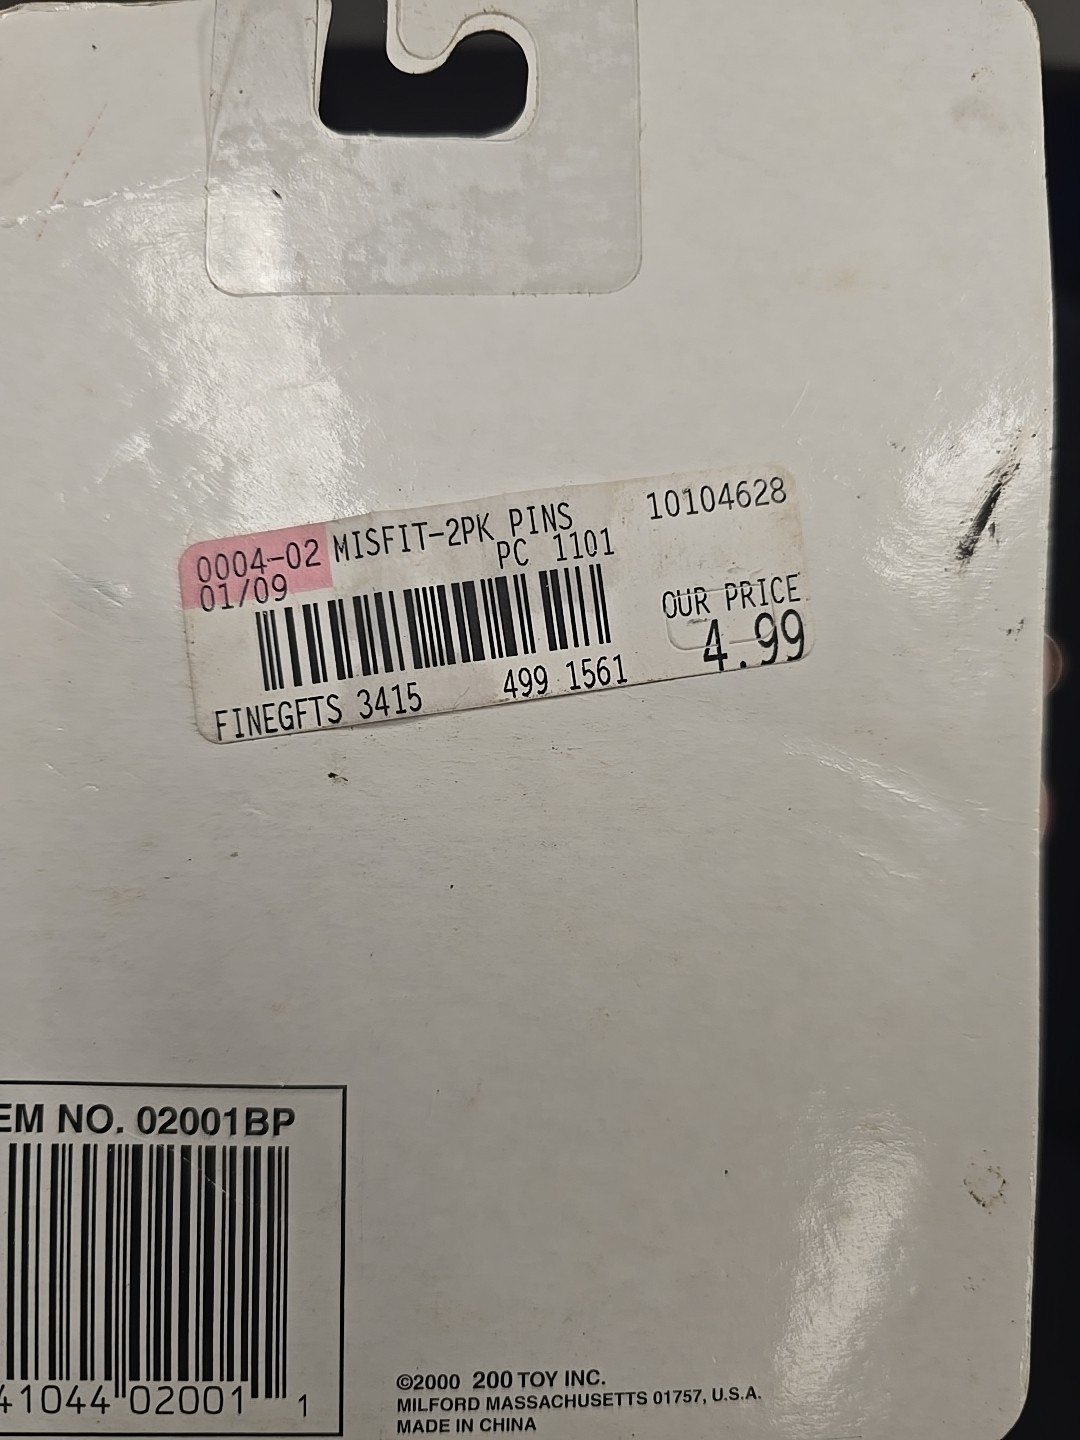 0004-02 MISFIT-2PK PINS 10104628
01/09 PC 1101
OUR PRICE
4.99
FINEGFTS 3415 499 1561
EM NO. 02001BP
41044 02001 1
©2000 200 TOY INC.
MILFORD MASSACHUSETTS 01757, U.S.A.
MADE IN CHINA